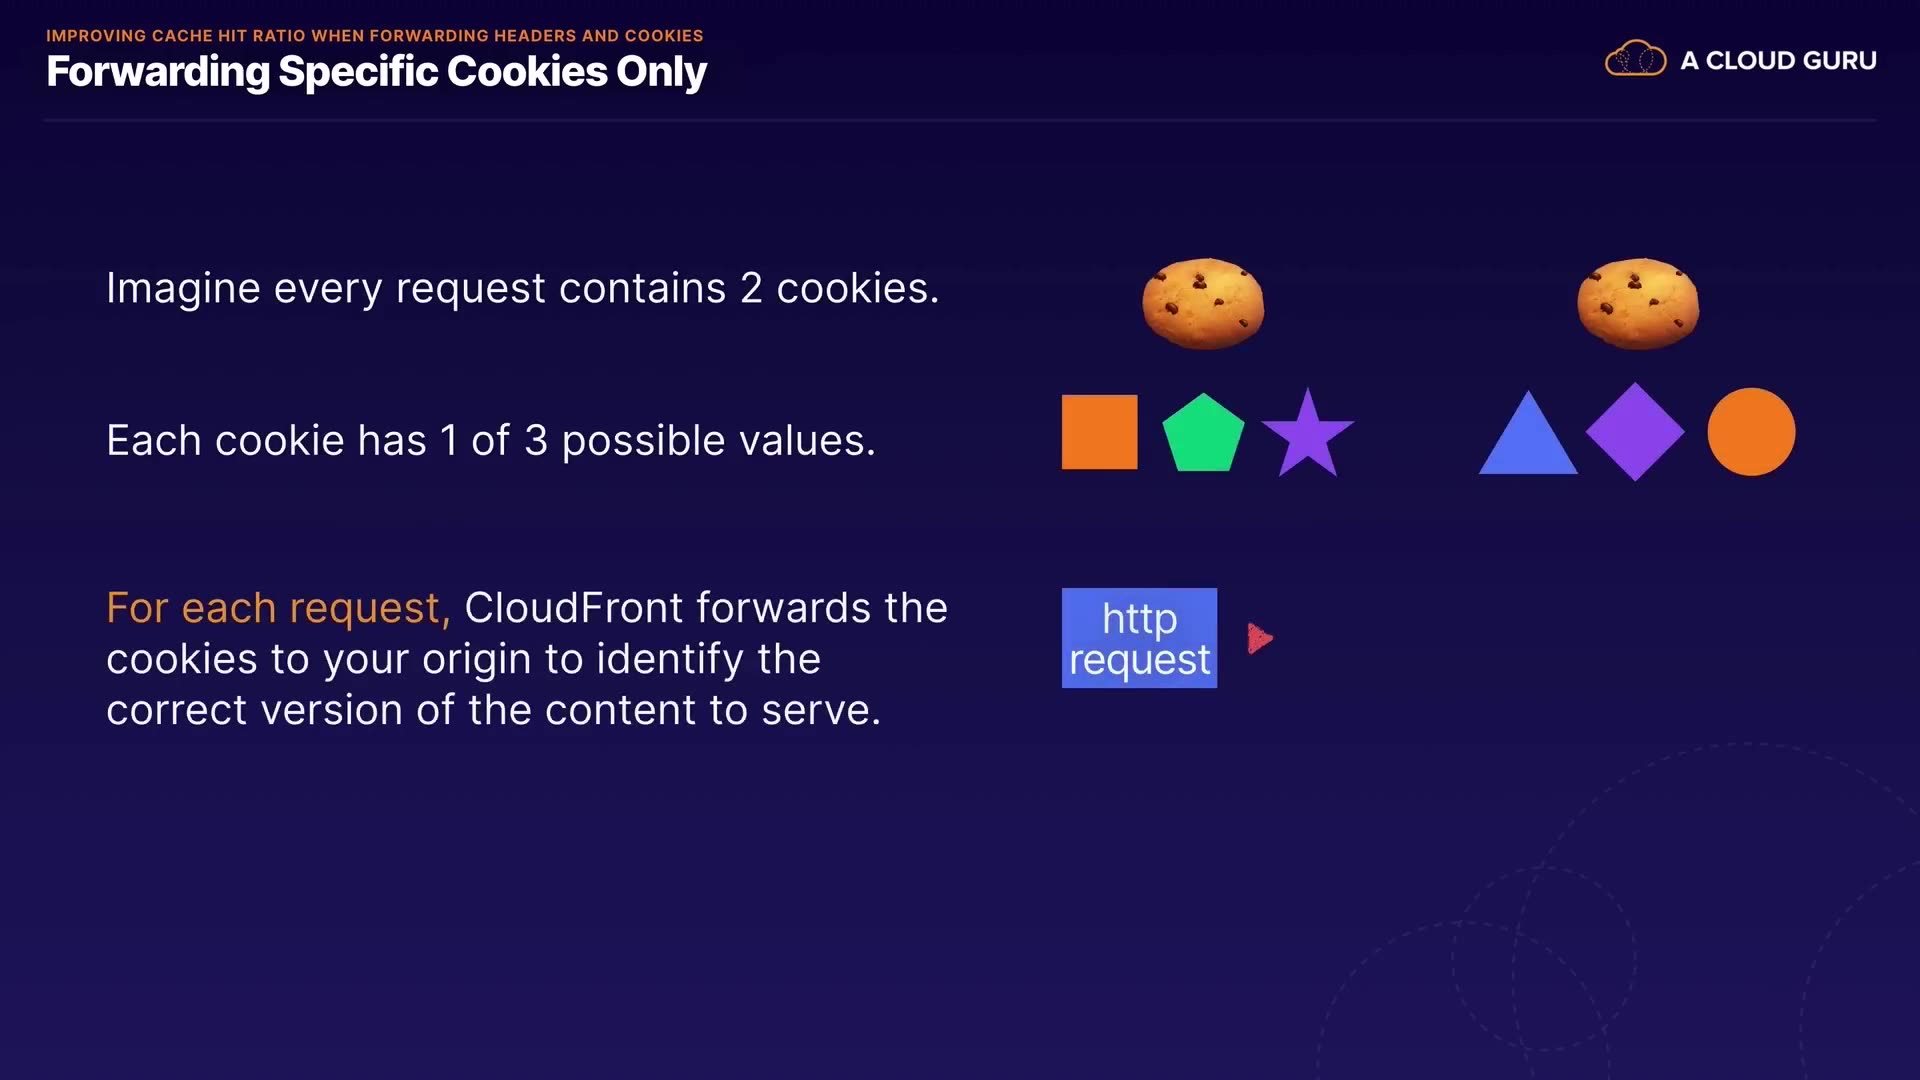 IMPROVING CACHE HIT RATIO WHEN FORWARDING HEADERS AND COOKIES
Forwarding Specific Cookies Only
A CLOUD GURU
Imagine every request contains 2 cookies.
Each cookie has 1 of 3 possible values.
For each request, CloudFront forwards the
cookies to your origin to identify the
correct version of the content to serve.
http
request